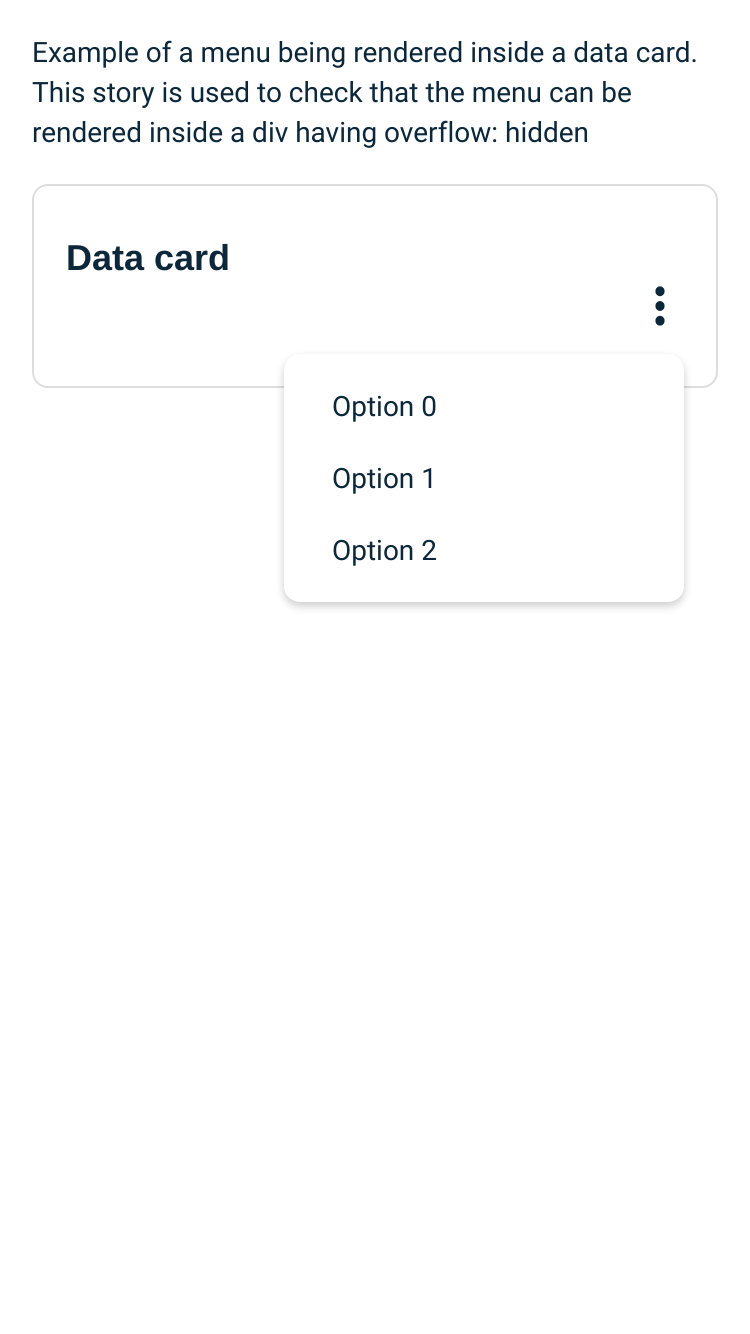 Example of a menu being rendered inside a data card.
This story is used to check that the menu can be
rendered inside a div having overflow: hidden
Data card
Option 0
Option 1
Option 2